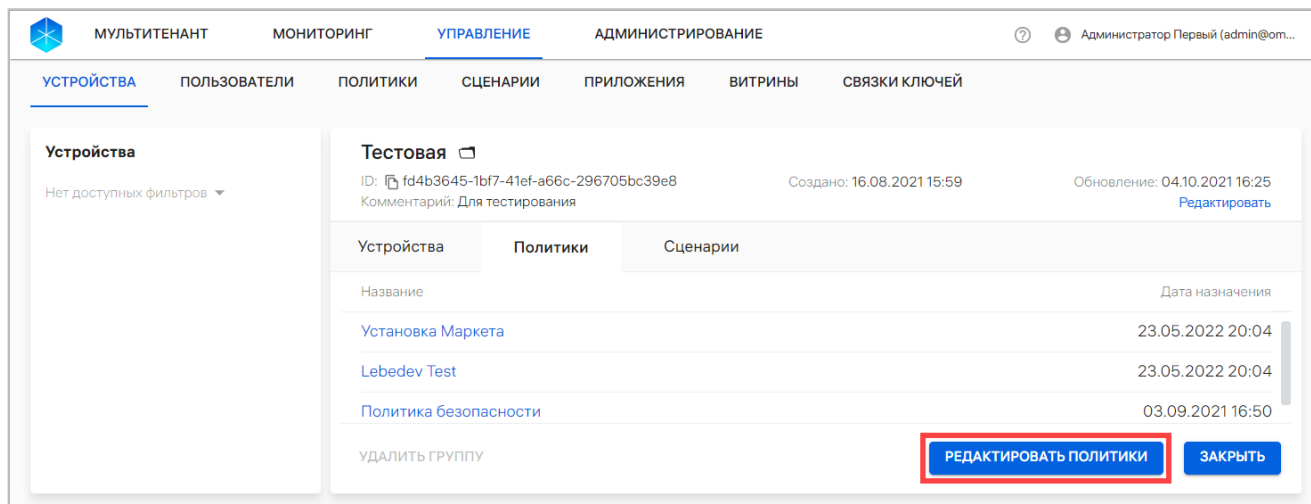 МУЛЬТИТЕНАНТ МОНИТОРИНГ УПРАВЛЕНИЕ АДМИНИСТРИРОВАНИЕ ? Администратор Первый (admin@om...
УСТРОЙСТВА ПОЛЬЗОВАТЕЛИ ПОЛИТИКИ СЦЕНАРИИ ПРИЛОЖЕНИЯ ВИТРИНЫ СВЯЗКИ КЛЮЧЕЙ
Устройства
Нет доступных фильтров
Тестовая
ID: fd4b3645-1bf7-41ef-a66c-296705bc39e8 Создано: 16.08.2021 15:59 Обновление: 04.10.2021 16:25
Комментарий: Для тестирования Редактировать
Устройства Политики Сценарии
Название Дата назначения
Установка Маркета 23.05.2022 20:04
Lebedev Test 23.05.2022 20:04
Политика безопасности 03.09.2021 16:50
УДАЛИТЬ ГРУППУ РЕДАКТИРОВАТЬ ПОЛИТИКИ ЗАКРЫТЬ